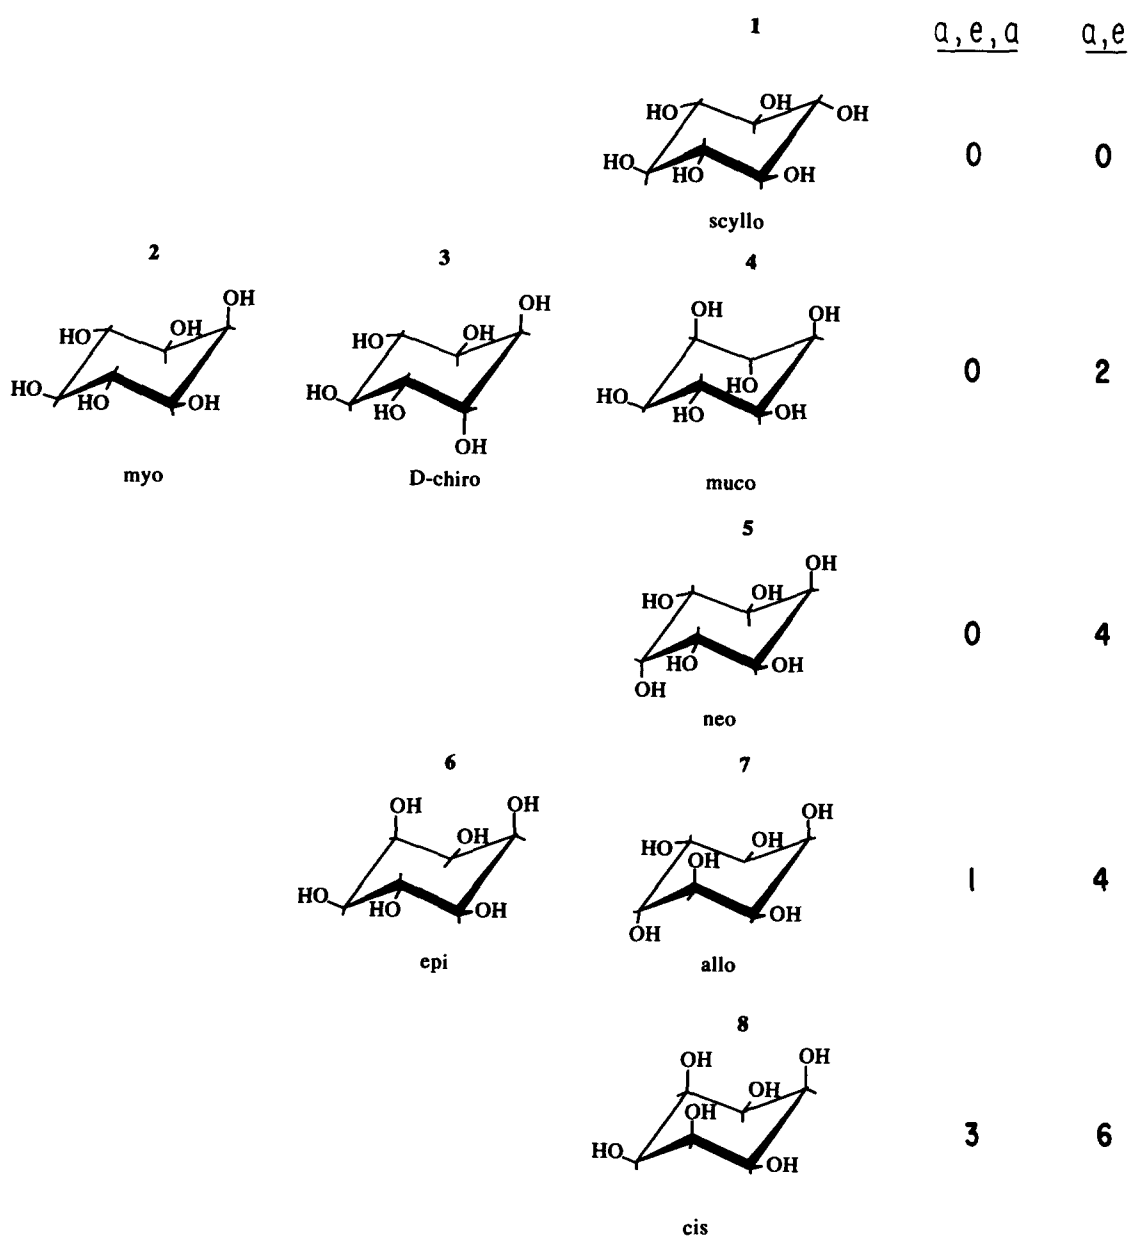 1 a,e,a a,e
HO OH OH
HO HO OH 0 0
scyllo
2 3 4
OH OH OH OH
HO OH HO OH
HO HO OH HO HO HO HO HO OH 0 2
OH
myo D-chiro muco
5
OH
HO OH
HO OH 0 4
OH
neo
6 7
OH OH OH
OH HO OH OH
HO HO OH OH 1 4
OH
epi allo
8
OH OH
OH OH
HO OH 3 6
cis